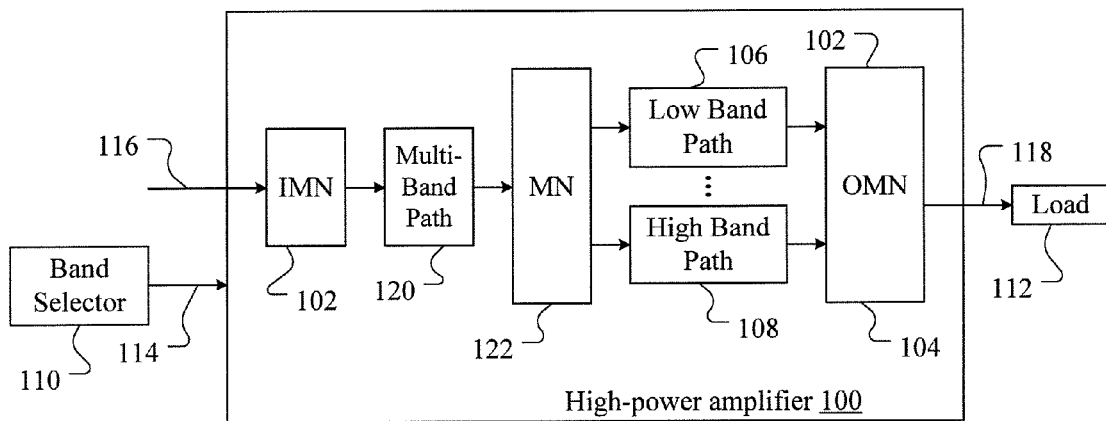 102
106
Low Band
Path
118
116
IMN
Multi-
Band
Path
MN
OMN
Load
High Band
Path
Band
Selector
102
120
112
108
122
104
110
114
High-power amplifier 100